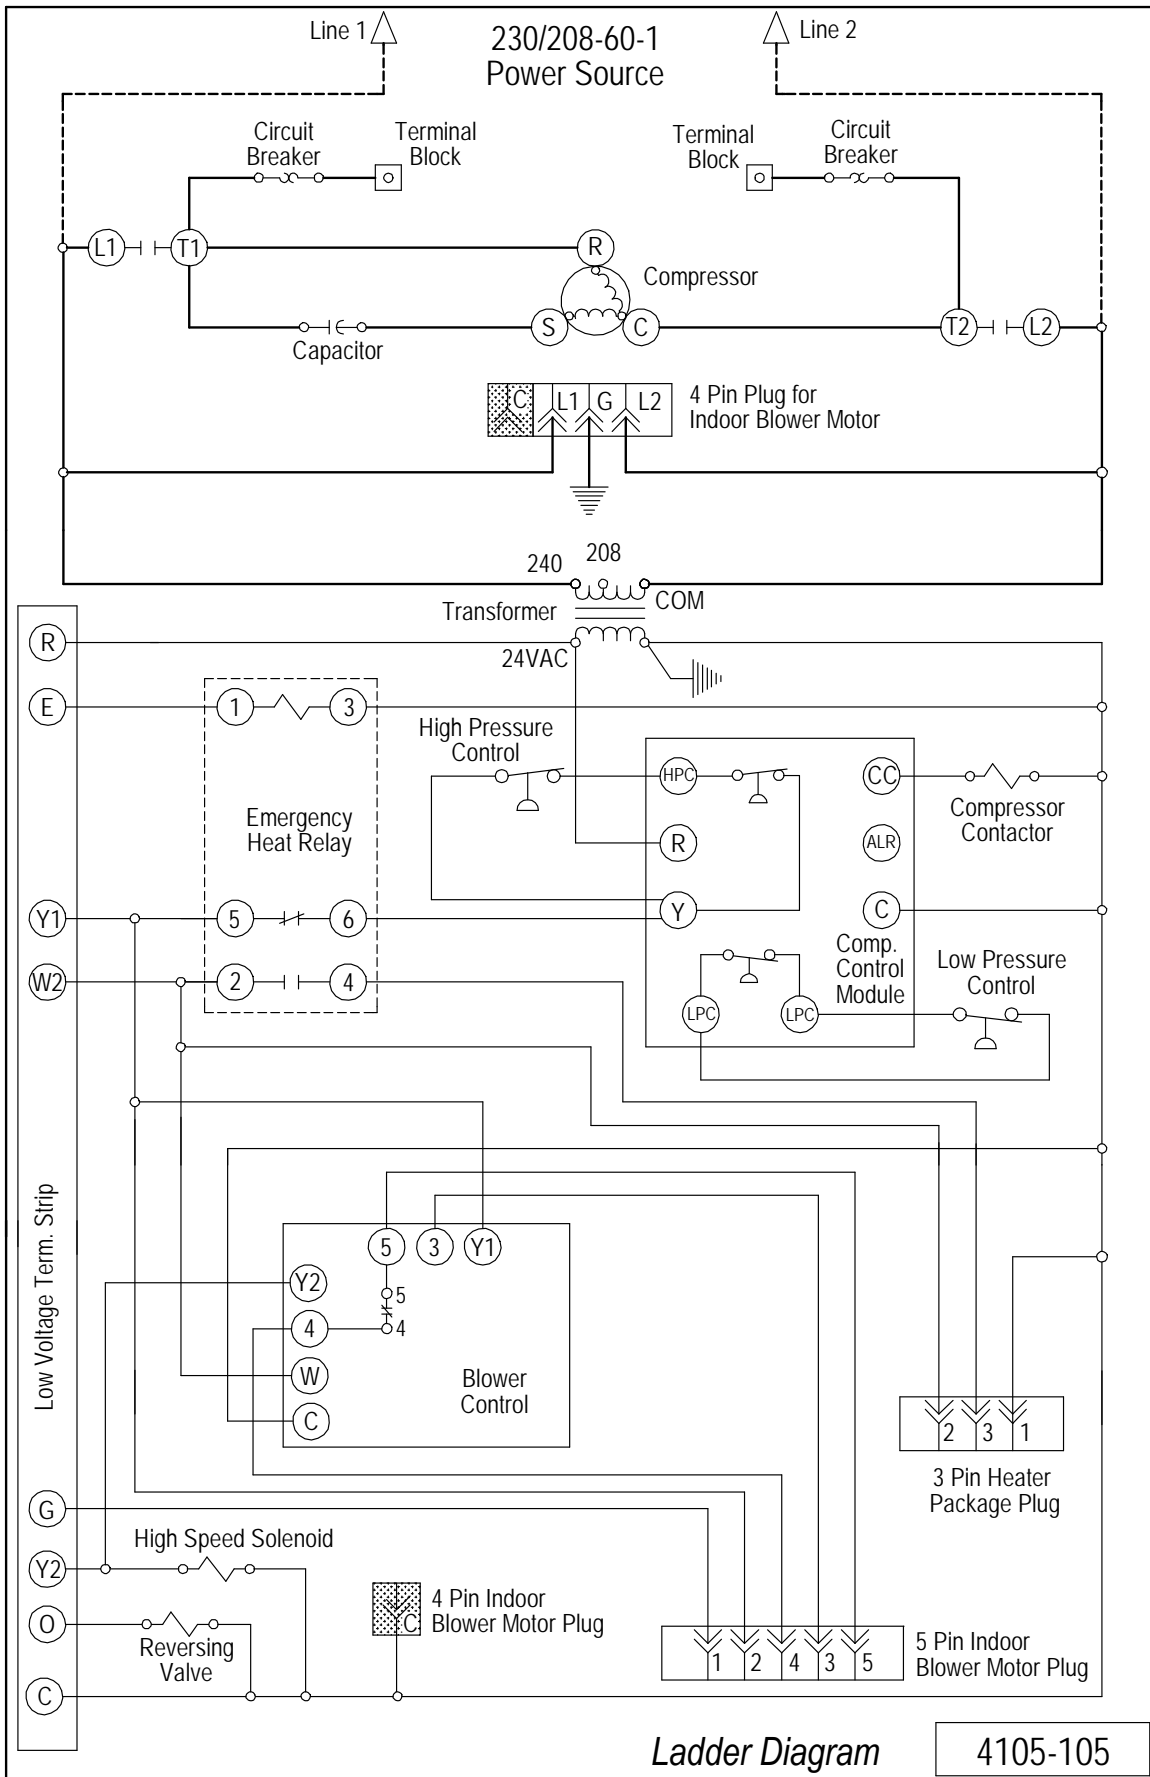 Line 1
230/208-60-1
Power Source
Line 2
Circuit
Breaker
Terminal
Block
Terminal
Block
Circuit
Breaker
L1
T1
R
Compressor
S
C
T2
L2
Capacitor
C
L1
G
L2
4 Pin Plug for
Indoor Blower Motor
240
208
Transformer
COM
24VAC
R
E
1
3
High Pressure
Control
HPC
CC
Compressor
Contactor
Emergency
Heat Relay
R
ALR
Y1
5
6
Y
C
W2
2
4
Comp.
Control
Module
Low Pressure
Control
LPC
LPC
Low Voltage Term. Strip
5
3
Y1
Y2
5
4
4
W
C
Blower
Control
2
3
1
3 Pin Heater
Package Plug
G
High Speed Solenoid
Y2
O
Reversing
Valve
C
4 Pin Indoor
Blower Motor Plug
1
2
4
3
5
5 Pin Indoor
Blower Motor Plug
C
Ladder Diagram
4105-105